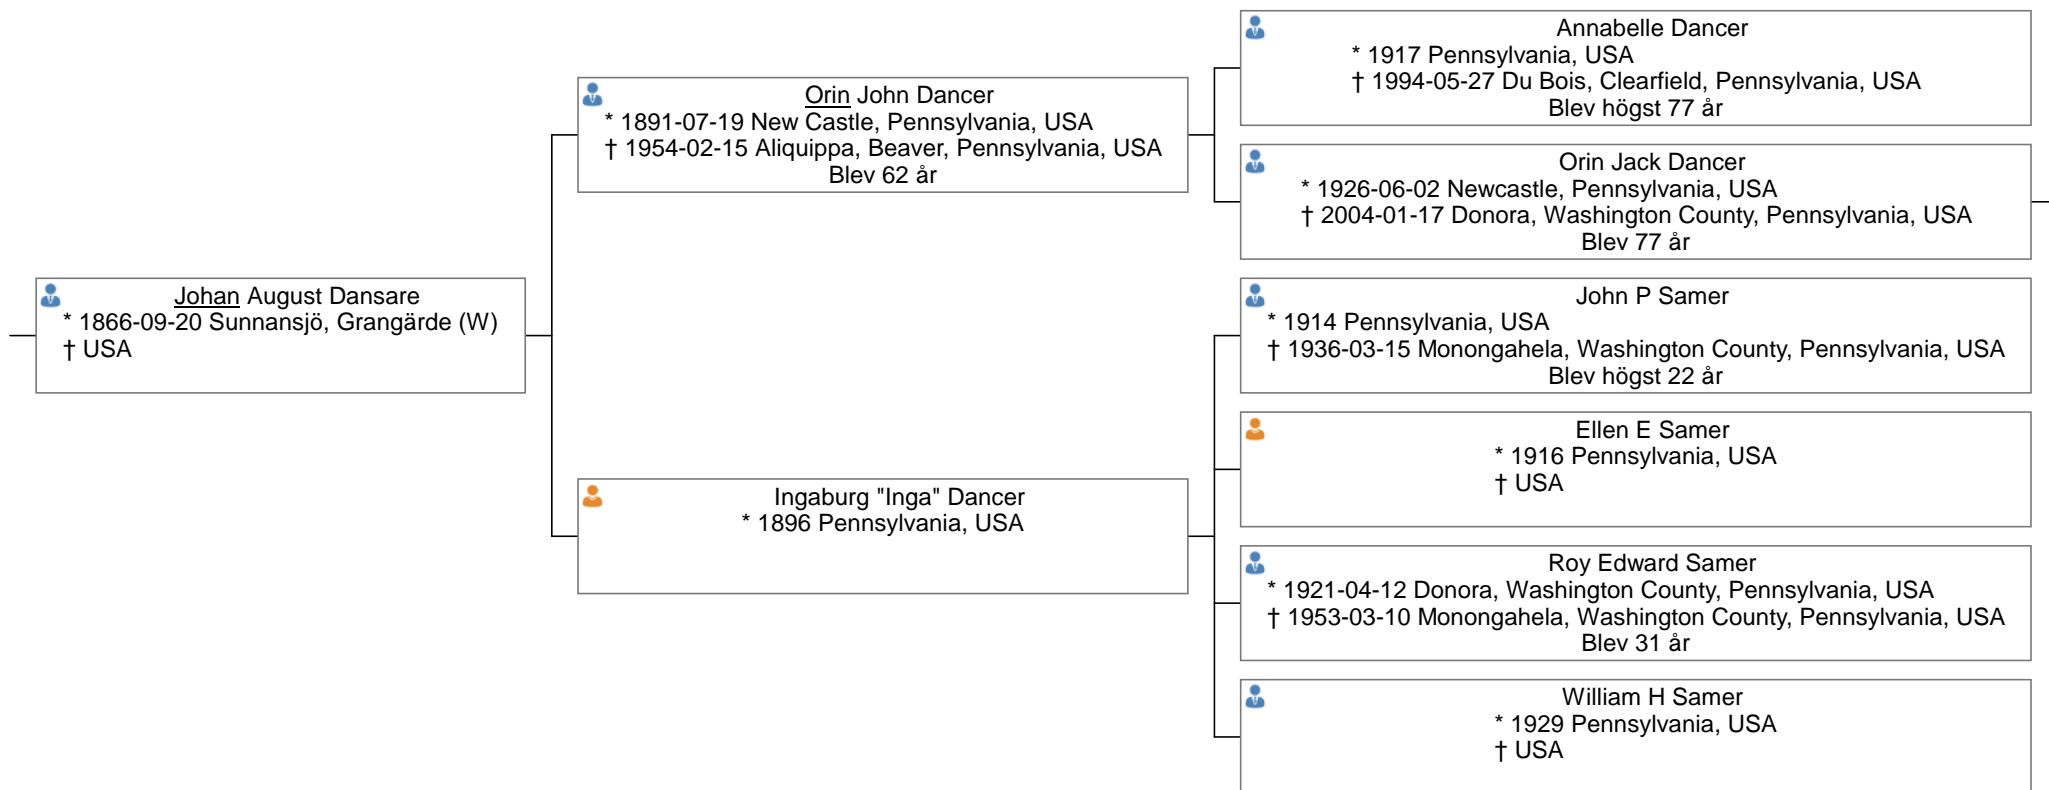 Johan August Dansare
* 1866-09-20 Sunnansjö, Grangärde (W)
† USA
Orin John Dancer
* 1891-07-19 New Castle, Pennsylvania, USA
† 1954-02-15 Aliquippa, Beaver, Pennsylvania, USA
Blev 62 år
Ingaburg "Inga" Dancer
* 1896 Pennsylvania, USA
Annabelle Dancer
* 1917 Pennsylvania, USA
† 1994-05-27 Du Bois, Clearfield, Pennsylvania, USA
Blev högst 77 år
Orin Jack Dancer
* 1926-06-02 Newcastle, Pennsylvania, USA
† 2004-01-17 Donora, Washington County, Pennsylvania, USA
Blev 77 år
John P Samer
* 1914 Pennsylvania, USA
† 1936-03-15 Monongahela, Washington County, Pennsylvania, USA
Blev högst 22 år
Ellen E Samer
* 1916 Pennsylvania, USA
† USA
Roy Edward Samer
* 1921-04-12 Donora, Washington County, Pennsylvania, USA
† 1953-03-10 Monongahela, Washington County, Pennsylvania, USA
Blev 31 år
William H Samer
* 1929 Pennsylvania, USA
† USA